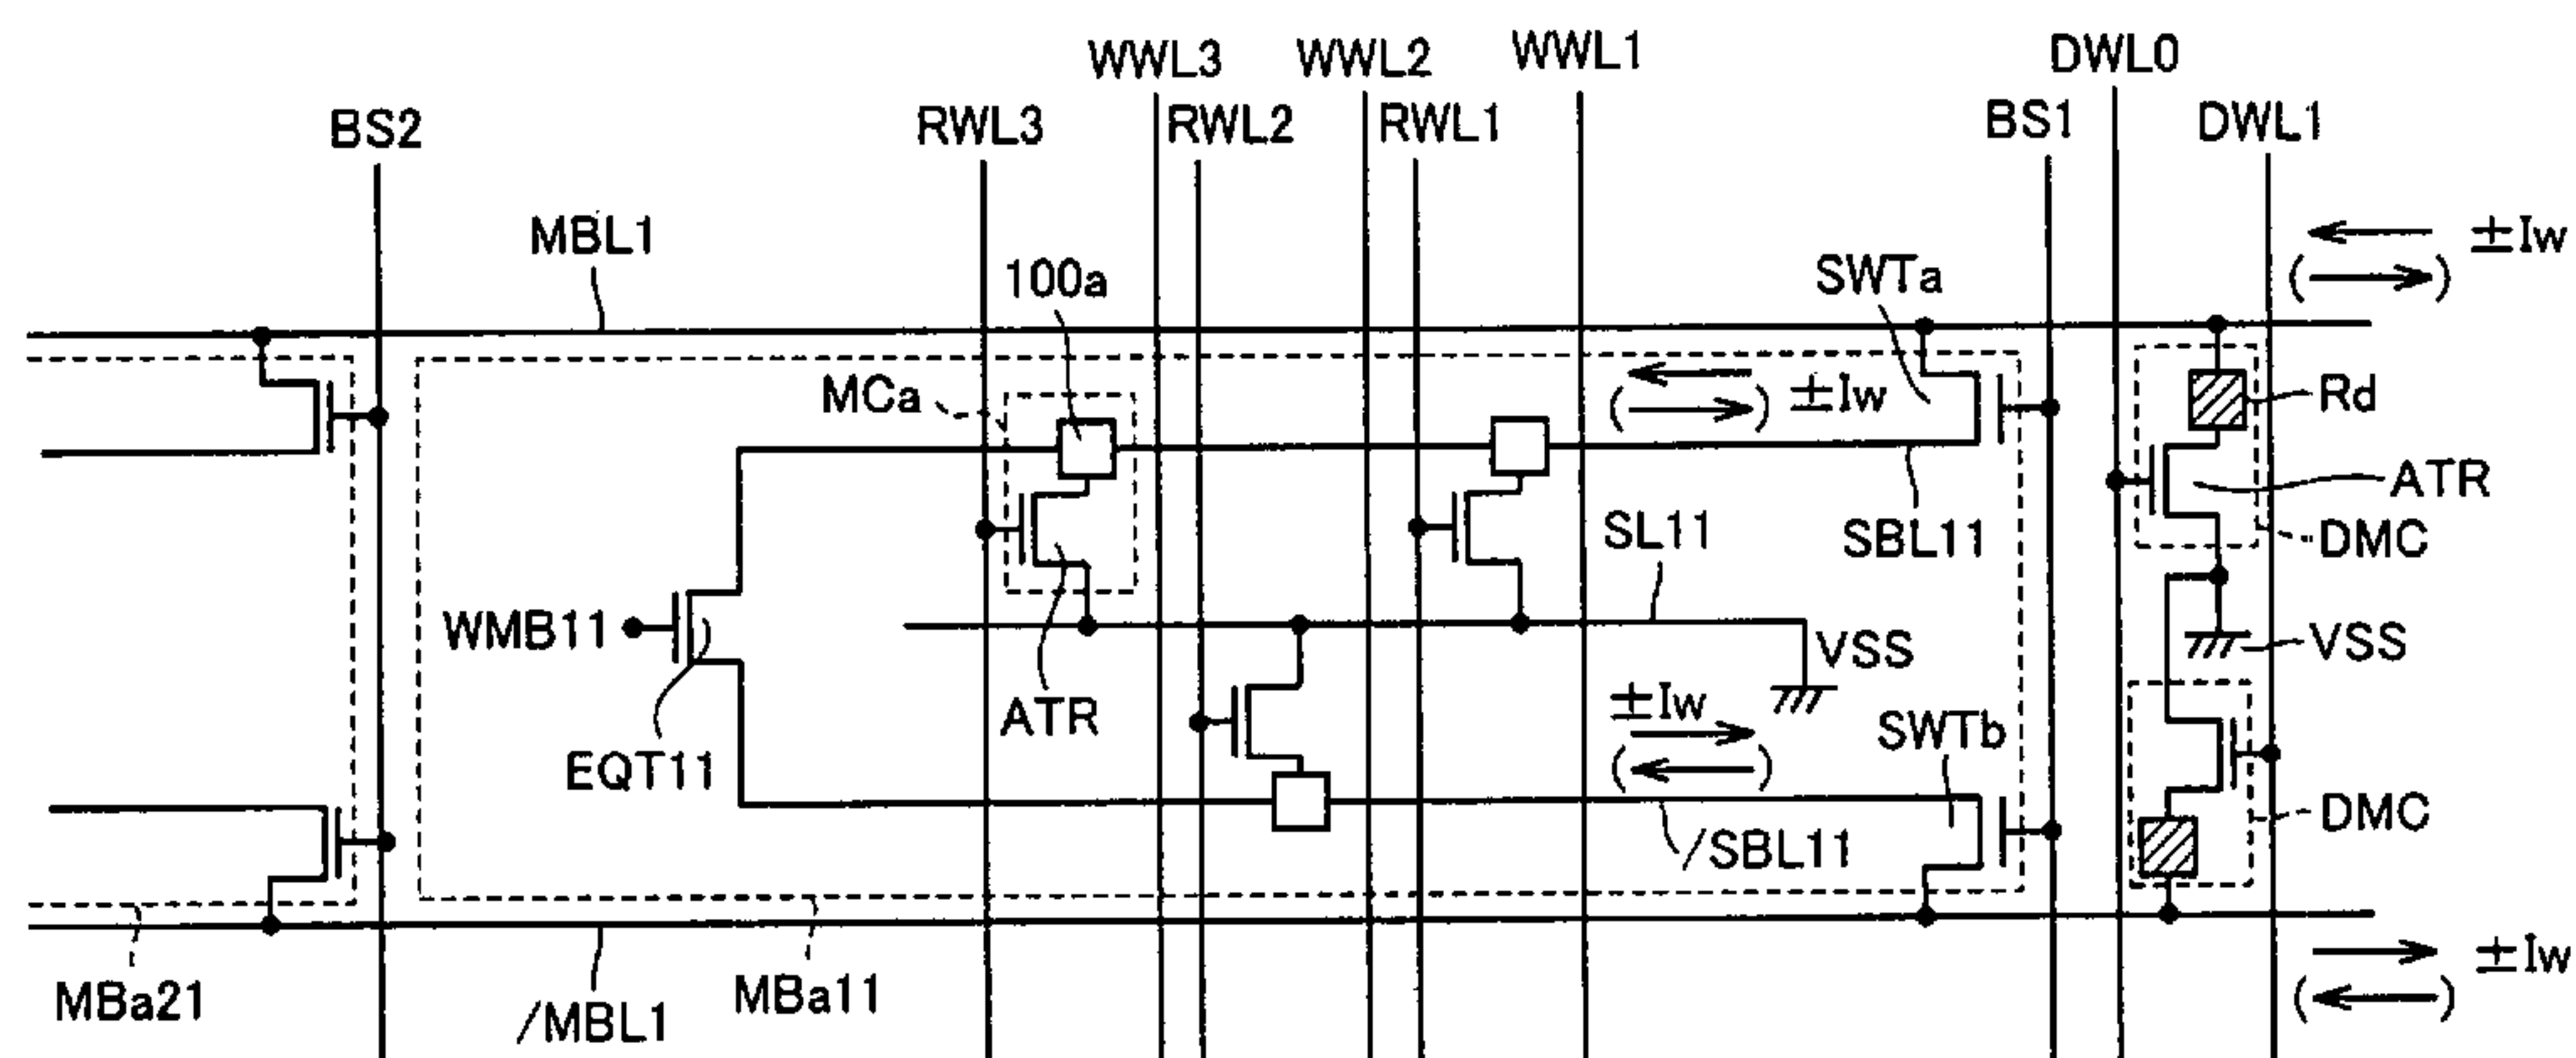 WWL3 WWL2 WWL1 DWL0
BS2 RWL3 RWL2 RWL1 BS1 DWL1
MBL1 100a SWTa ±Iw
MCa ±Iw Rd
ATR
SL11 SBL11 DMC
WMB11 VSS VSS
ATR ±Iw SWTb
EQT11 /SBL11 DMC
MBa21 /MBL1 MBa11 ±Iw